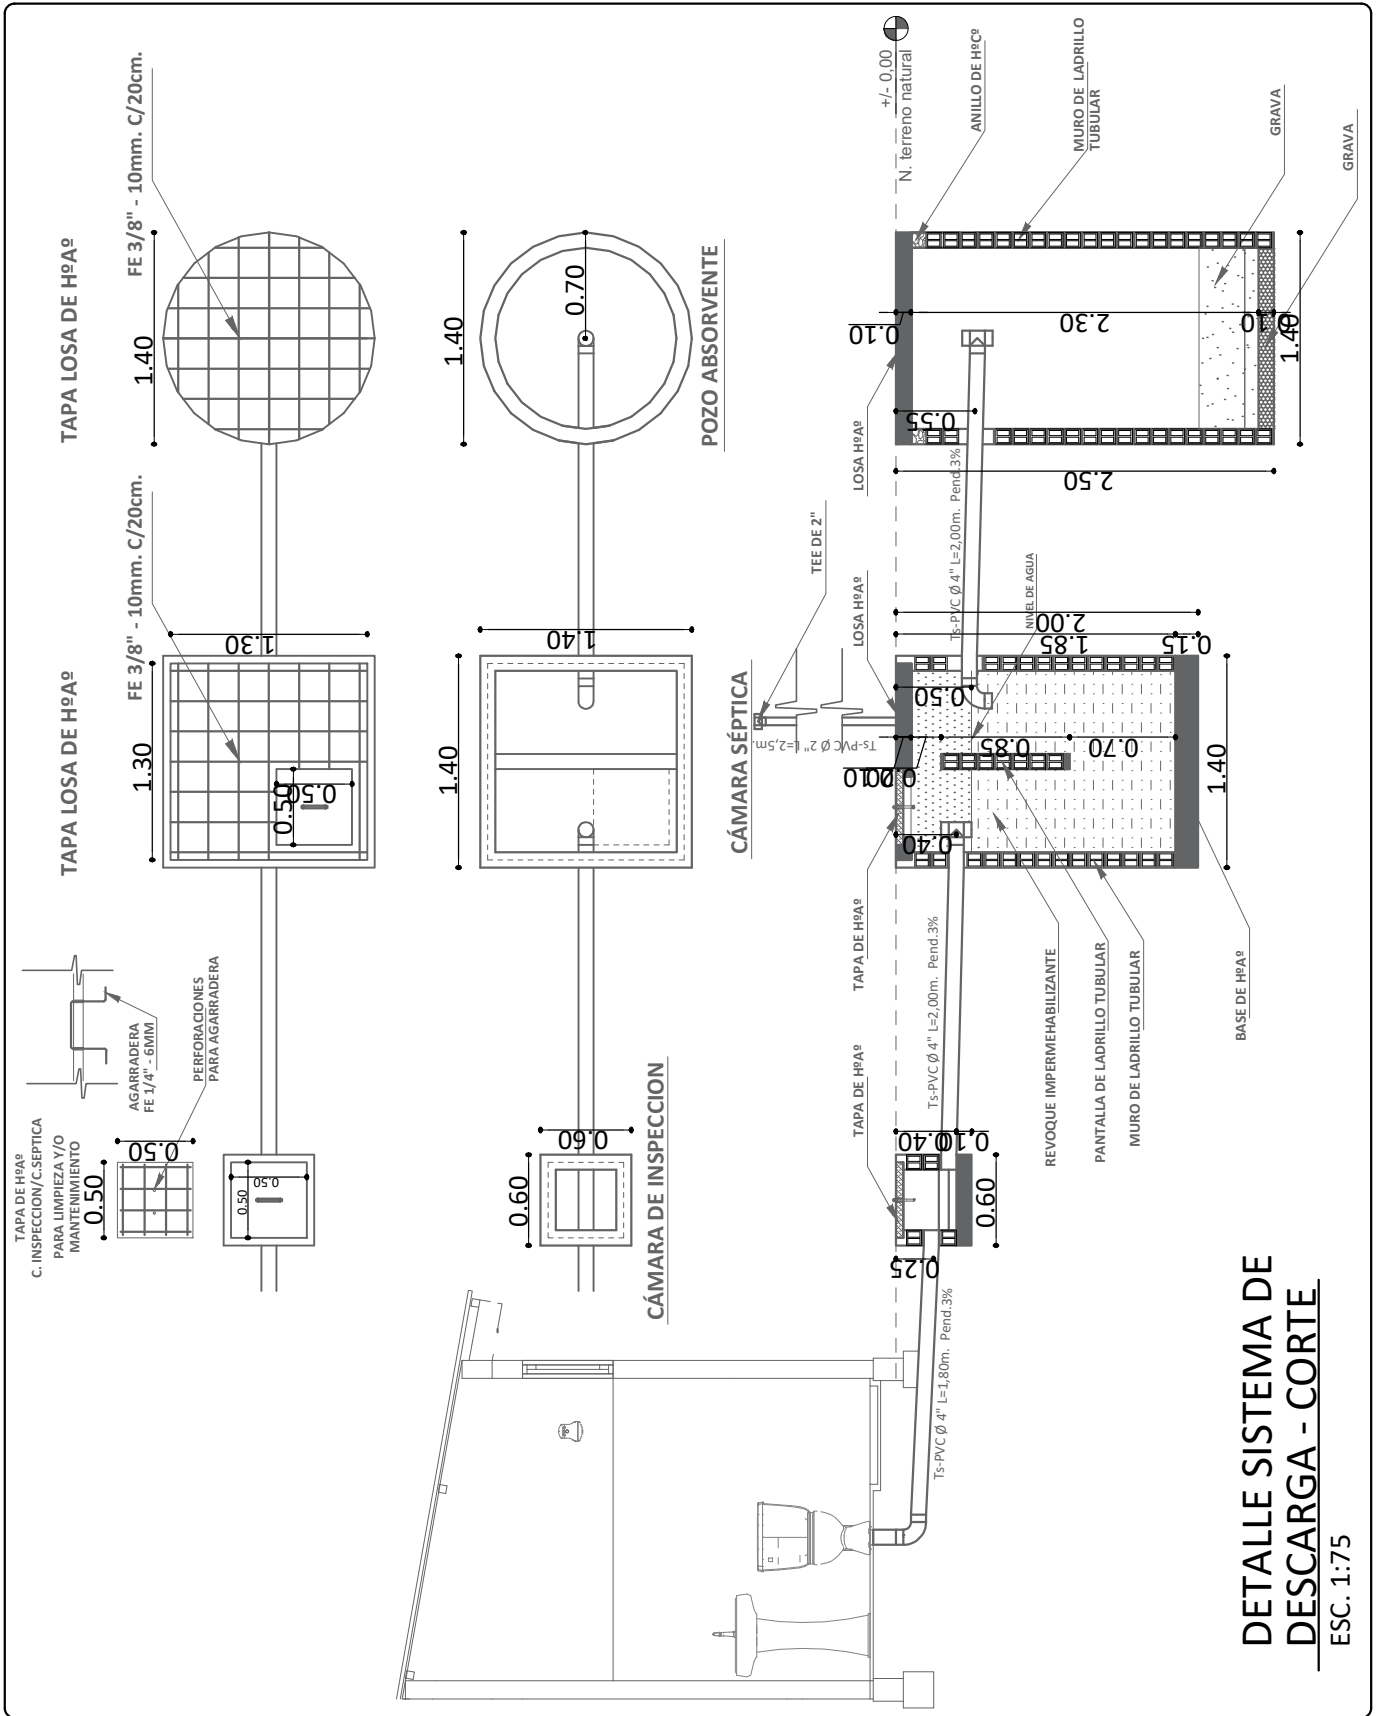 TAPA DE HºAº
C. INSPECCION/C.SEPTICA
PARA LIMPIEZA Y/O
MANTENIMIENTO
0.50
0.50
AGARRADERA
FE 1/4" - 6MM
PERFORACIONES
PARA AGARRADERA
0.50
0.50
TAPA LOSA DE HºAº
1.30
1.30
FE 3/8" - 10mm. C/20cm.
0.50
0.50
TAPA LOSA DE HºAº
1.40
FE 3/8" - 10mm. C/20cm.
0.60
0.60
CÁMARA DE INSPECCION
1.40
1.40
CÁMARA SÉPTICA
1.40
0.70
POZO ABSORVENTE
+/- 0,00
N. terreno natural
TEE DE 2"
Ts-PVC Ø 2" L=2,5m.
TAPA DE HºAº
TAPA DE HºAº
LOSA HºAº
LOSA HºAº
ANILLO DE HºCº
MURO DE LADRILLO
TUBULAR
GRAVA
GRAVA
0.25
0.40
0.10
0.60
Ts-PVC Ø 4" L=1,80m. Pend.3%
Ts-PVC Ø 4" L=2,00m. Pend.3%
Ts-PVC Ø 4" L=2,00m. Pend.3%
0.40
0.10
0.20
0.85
0.70
0.50
1.85
0.15
2.00
1.40
NIVEL DE AGUA
0.55
0.10
2.30
.10
2.50
1.40
REVOQUE IMPERMEHABILIZANTE
PANTALLA DE LADRILLO TUBULAR
MURO DE LADRILLO TUBULAR
BASE DE HºAº
DETALLE SISTEMA DE
DESCARGA - CORTE
ESC. 1:75